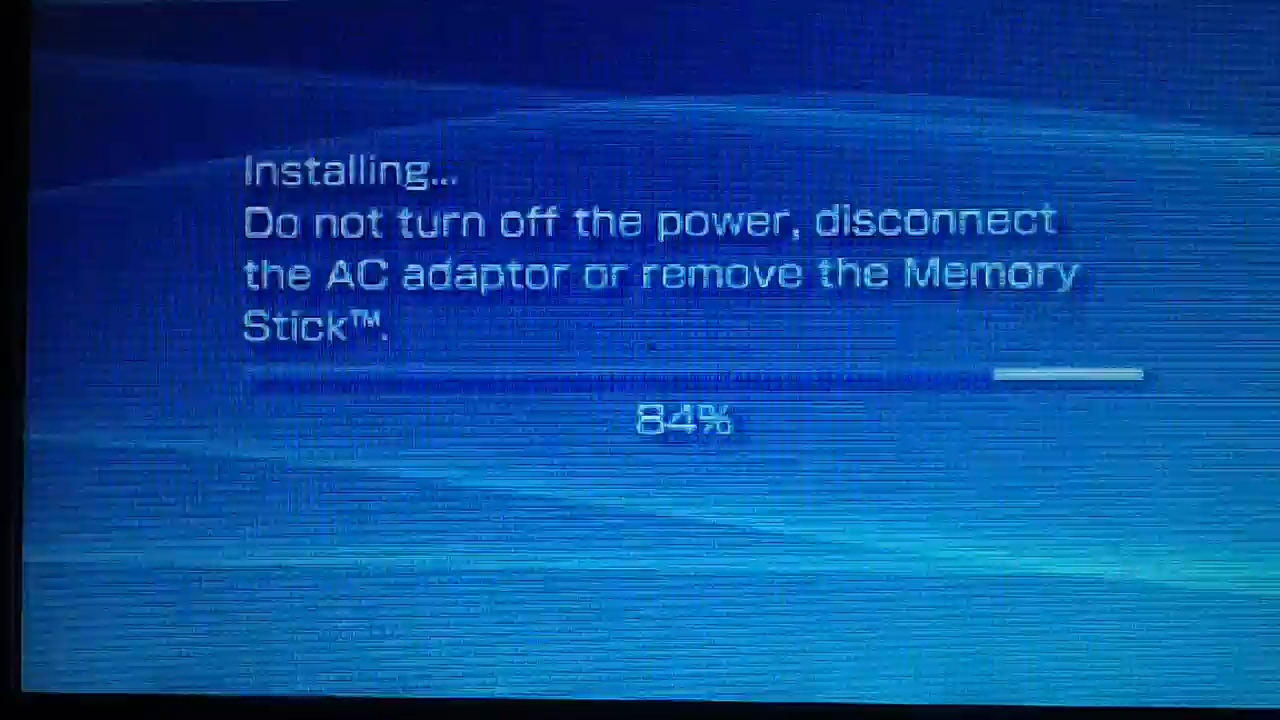 Installing...
Do not turn off the power, disconnect
the AC adaptor or remove the Memory
Stick™.
84%